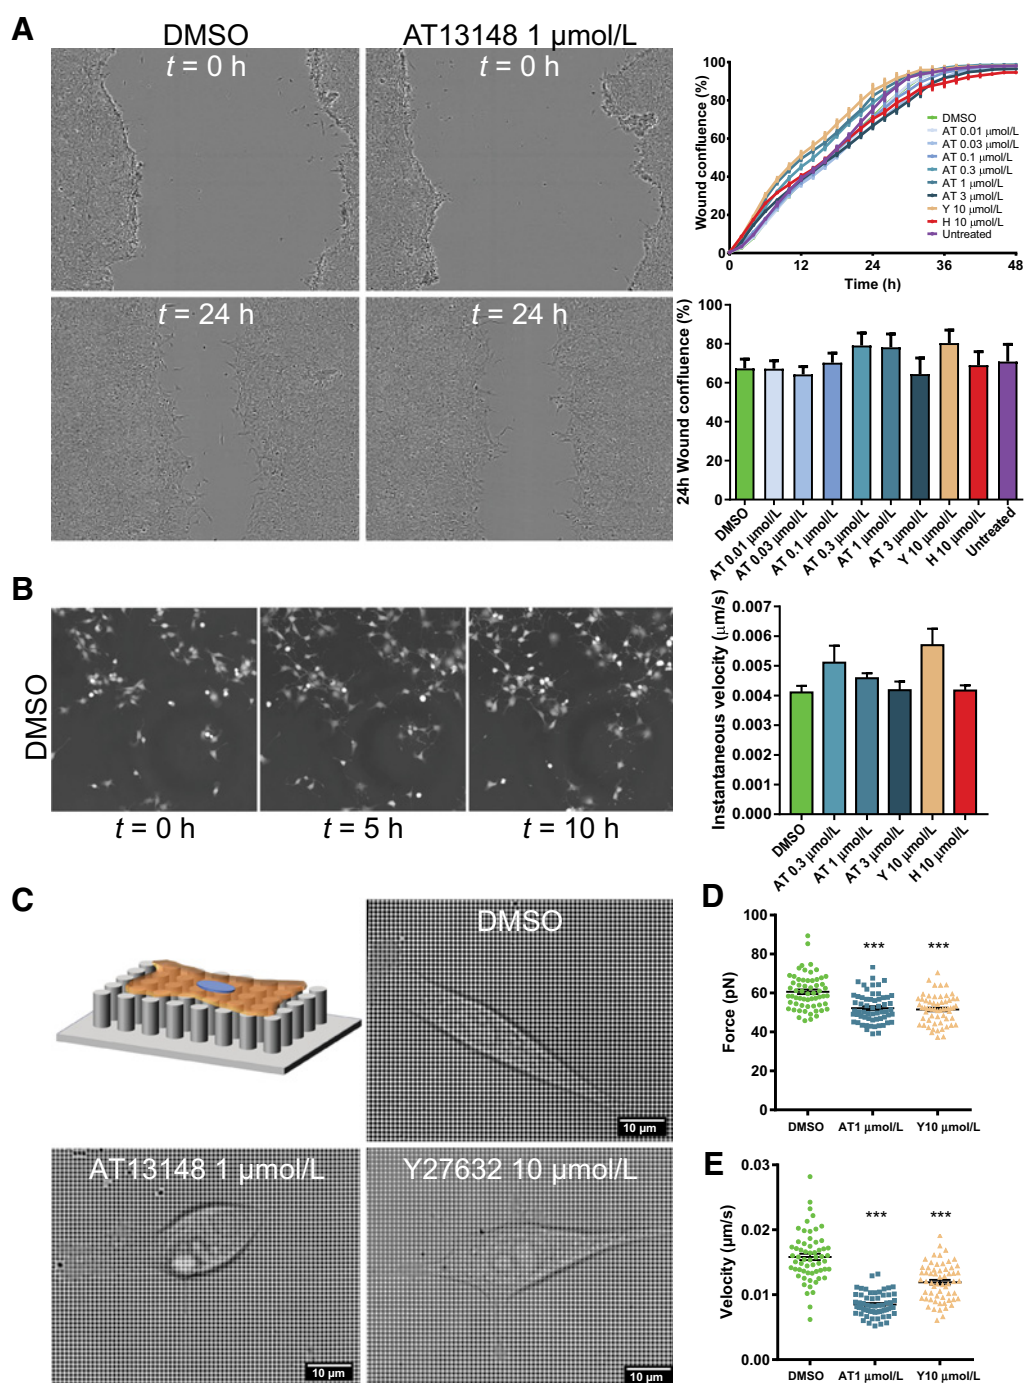 A
DMSO
t = 0 h
AT13148 1 µmol/L
t = 0 h
t = 24 h
t = 24 h
Wound confluence (%)
100
80
60
40
20
0
0
12
24
36
48
Time (h)
DMSO
AT 0.01 µmol/L
AT 0.03 µmol/L
AT 0.1 µmol/L
AT 0.3 µmol/L
AT 1 µmol/L
AT 3 µmol/L
Y 10 µmol/L
H 10 µmol/L
Untreated
24h Wound confluence (%)
100
80
60
40
20
0
DMSO
AT 0.01 µmol/L
AT 0.03 µmol/L
AT 0.1 µmol/L
AT 0.3 µmol/L
AT 1 µmol/L
AT 3 µmol/L
Y 10 µmol/L
H 10 µmol/L
Untreated
B
DMSO
t = 0 h
t = 5 h
t = 10 h
Instantaneous velocity (µm/s)
0.007
0.006
0.005
0.004
0.003
0.002
0.001
0.000
DMSO
AT 0.3 µmol/L
AT 1 µmol/L
AT 3 µmol/L
Y 10 µmol/L
H 10 µmol/L
C
DMSO
10 µm
AT13148 1 µmol/L
10 µm
Y27632 10 µmol/L
10 µm
D
Force (pN)
100
80
60
40
20
0
***
***
DMSO
AT1 µmol/L
Y10 µmol/L
E
Velocity (µm/s)
0.03
0.02
0.01
0.00
***
***
DMSO
AT1 µmol/L
Y10 µmol/L